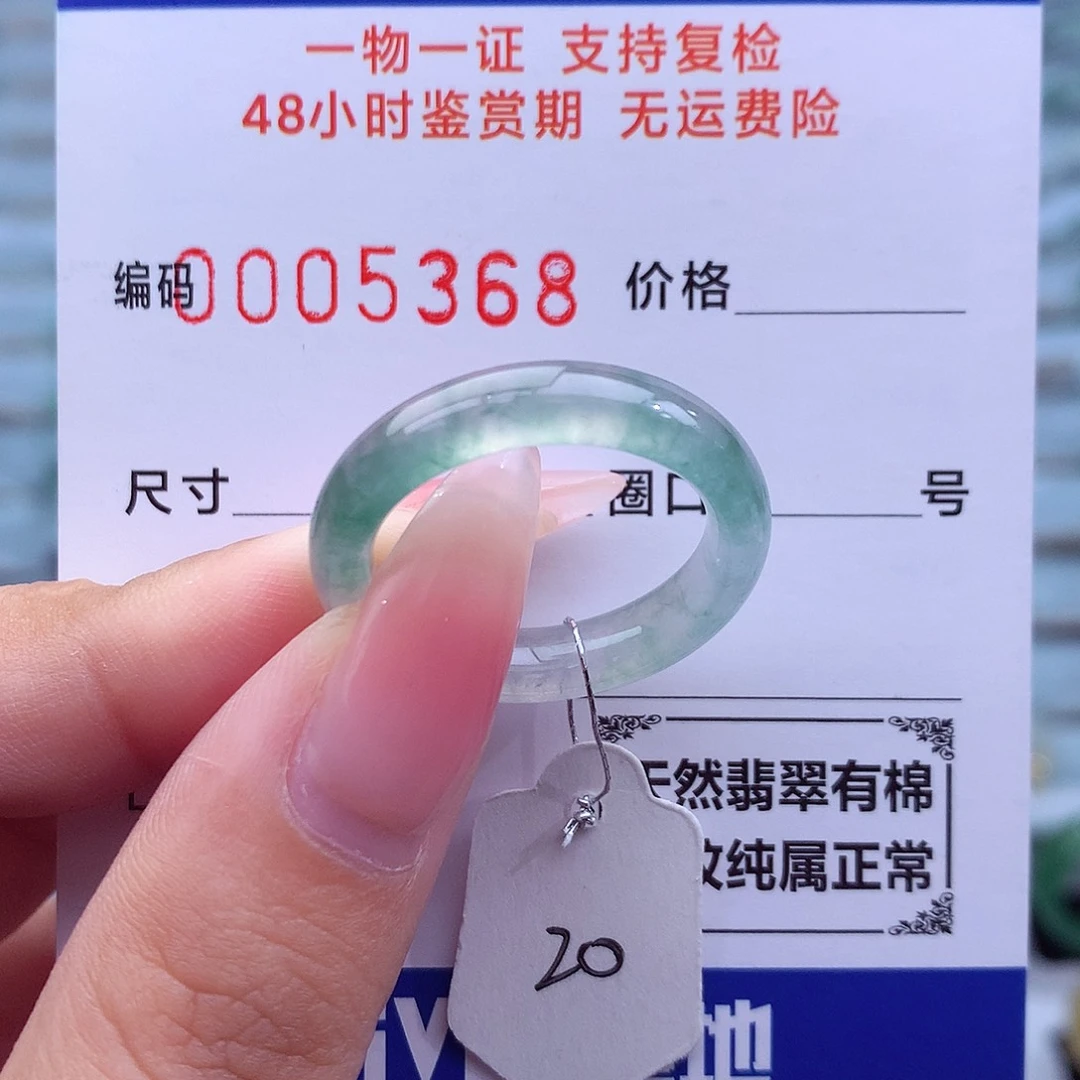 一物一证 支持复检
48小时鉴赏期 无运费险
编码0005368 价格
尺寸 圈口 号
天然翡翠有棉
纹纯属正常
20
地